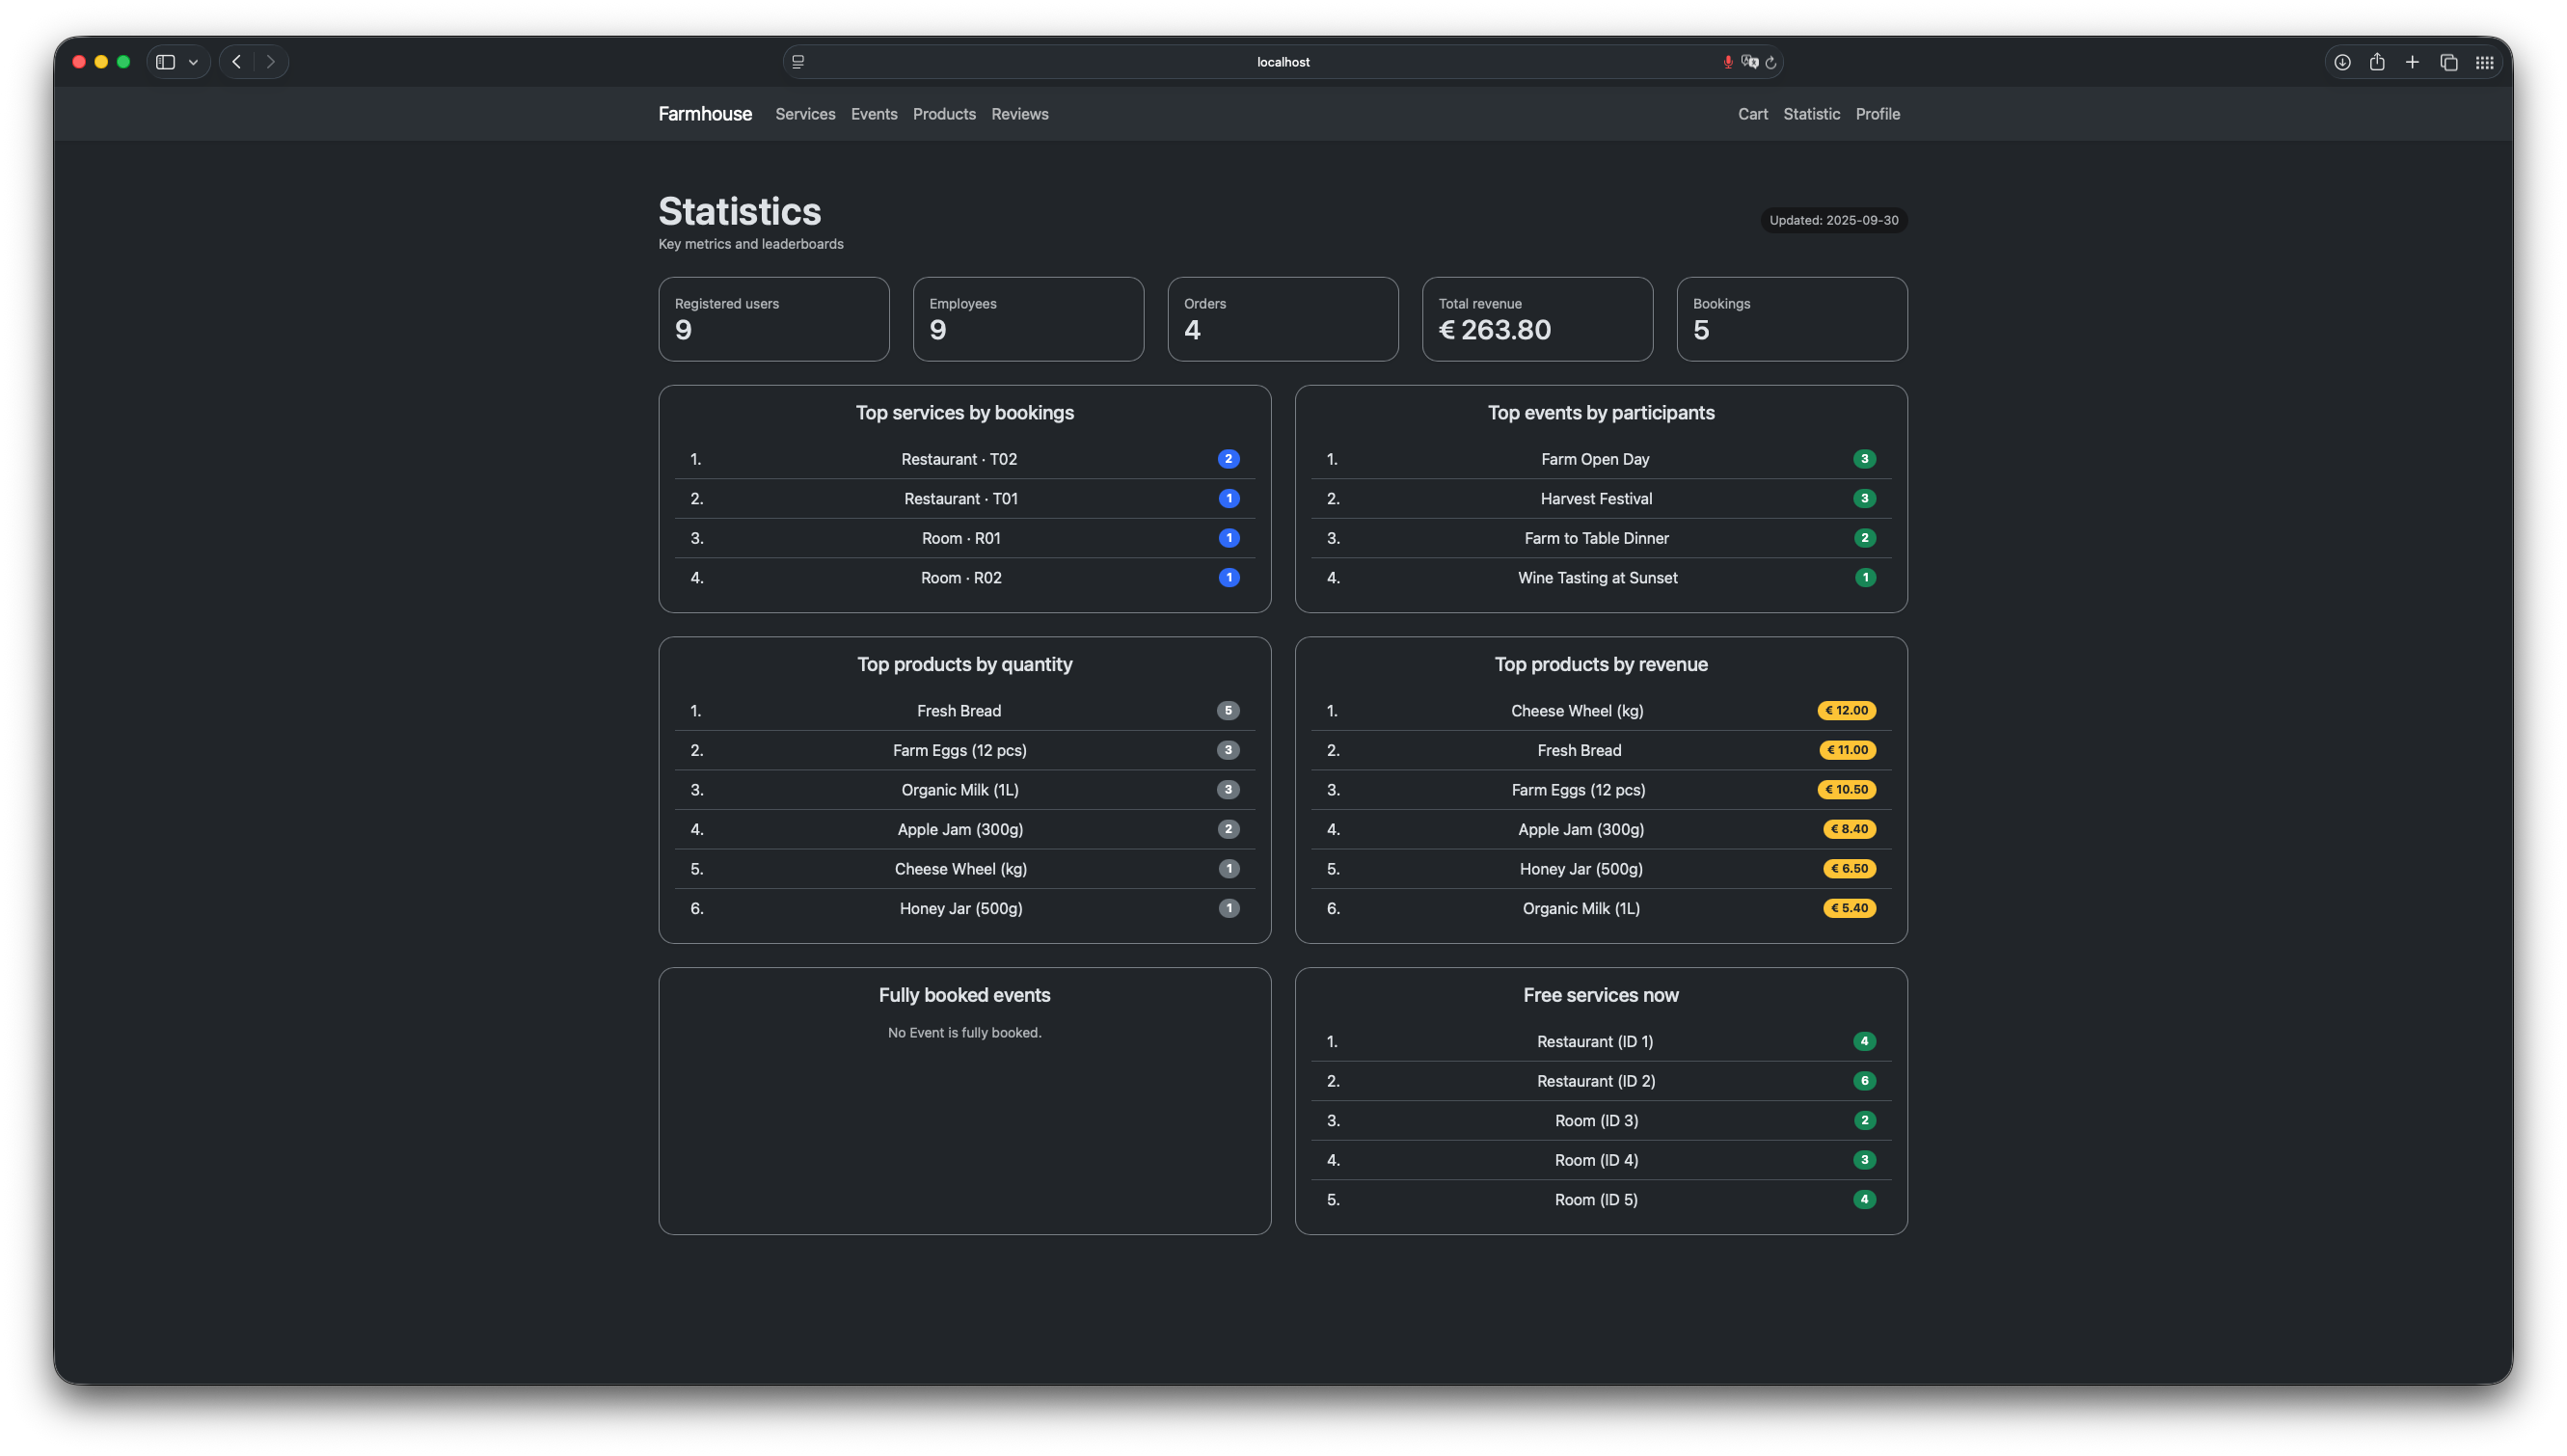 localhost
Farmhouse Services Events Products Reviews Cart Statistic Profile
Statistics
Key metrics and leaderboards
Updated: 2025-09-30
Registered users
9
Employees
9
Orders
4
Total revenue
€ 263.80
Bookings
5
Top services by bookings
1. Restaurant · T02 2
2. Restaurant · T01 1
3. Room · R01 1
4. Room · R02 1
Top events by participants
1. Farm Open Day 3
2. Harvest Festival 3
3. Farm to Table Dinner 2
4. Wine Tasting at Sunset 1
Top products by quantity
1. Fresh Bread 5
2. Farm Eggs (12 pcs) 3
3. Organic Milk (1L) 3
4. Apple Jam (300g) 2
5. Cheese Wheel (kg) 1
6. Honey Jar (500g) 1
Top products by revenue
1. Cheese Wheel (kg) € 12.00
2. Fresh Bread € 11.00
3. Farm Eggs (12 pcs) € 10.50
4. Apple Jam (300g) € 8.40
5. Honey Jar (500g) € 6.50
6. Organic Milk (1L) € 5.40
Fully booked events
No Event is fully booked.
Free services now
1. Restaurant (ID 1) 4
2. Restaurant (ID 2) 6
3. Room (ID 3) 2
4. Room (ID 4) 3
5. Room (ID 5) 4